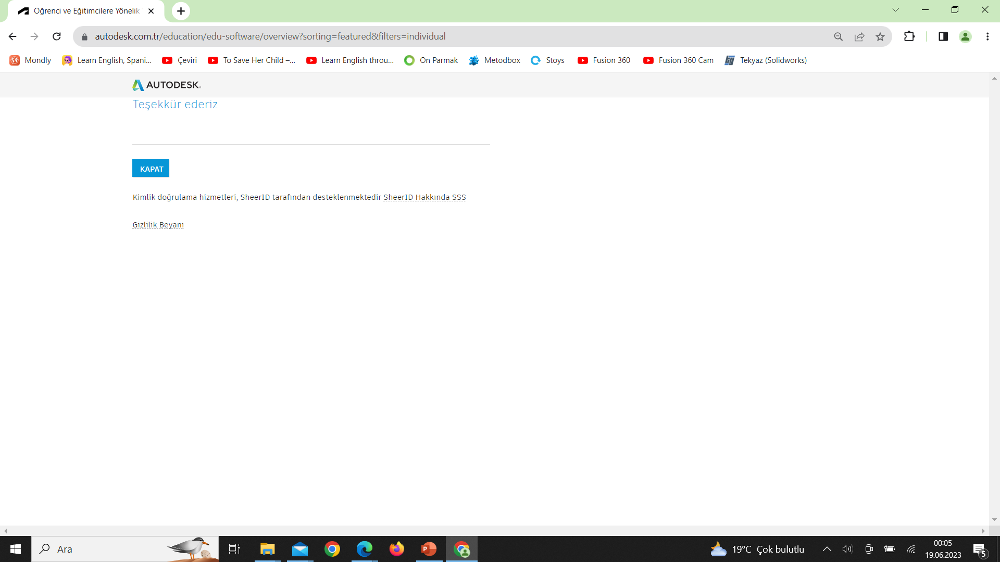 Öğrenci ve Eğitimcilere Yönelik
autodesk.com.tr/education/edu-software/overview?sorting=featured&filters=individual
Mondly Learn English, Spani... Çeviri To Save Her Child –... Learn English throu... On Parmak Metodbox Stoys Fusion 360 Fusion 360 Cam Tekyaz (Solidworks)
AUTODESK.
Teşekkür ederiz
KAPAT
Kimlik doğrulama hizmetleri, SheerID tarafından desteklenmektedir SheerID Hakkında SSS
Gizlilik Beyanı
Ara
19°C Çok bulutlu
00:05
19.06.2023
5